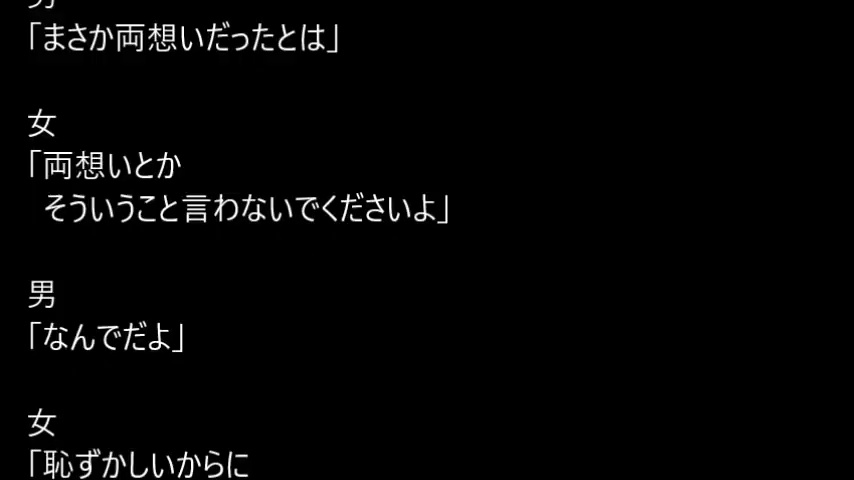 男
「まさか両想いだったとは」
女
「両想いとか
そういうこと言わないでくださいよ」
男
「なんでだよ」
女
「恥ずかしいからに